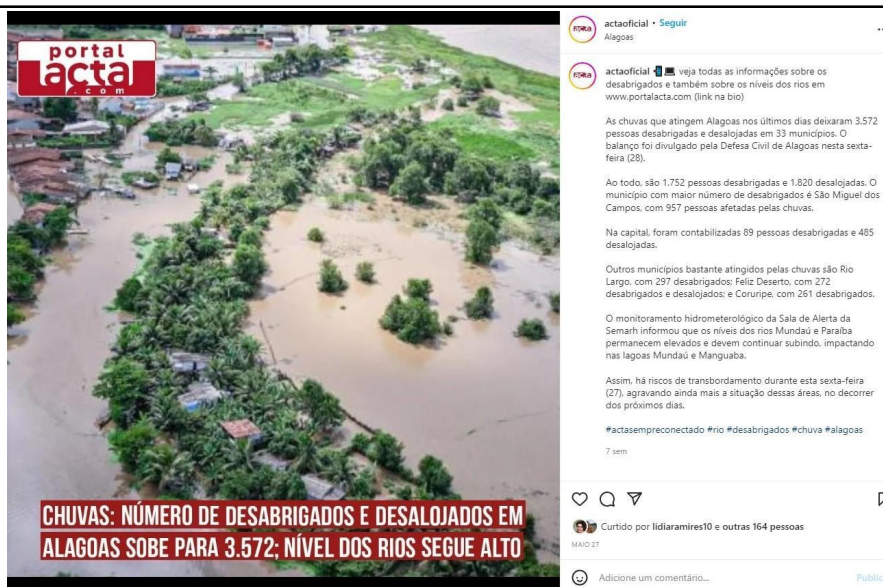 portal
acta
.com
CHUVAS: NÚMERO DE DESABRIGADOS E DESALOJADOS EM
ALAGOAS SOBE PARA 3.572; NÍVEL DOS RIOS SEGUE ALTO
acta
actaoficial • Seguir
Alagoas
acta
actaoficial 📲 💻 veja todas as informações sobre os
desabrigados e também sobre os níveis dos rios em
www.portalacta.com (link na bio)
As chuvas que atingem Alagoas nos últimos dias deixaram 3.572
pessoas desabrigadas e desalojadas em 33 municípios. O
balanço foi divulgado pela Defesa Civil de Alagoas nesta sexta-
feira (28).
Ao todo, são 1.752 pessoas desabrigadas e 1.820 desalojadas. O
município com maior número de desabrigados é São Miguel dos
Campos, com 957 pessoas afetadas pelas chuvas.
Na capital, foram contabilizadas 89 pessoas desabrigadas e 485
desalojadas.
Outros municípios bastante atingidos pelas chuvas são Rio
Largo, com 297 desabrigados; Feliz Deserto, com 272
desabrigados e desalojados; e Coruripe, com 261 desabrigados.
O monitoramento hidrometerológico da Sala de Alerta da
Semarh informou que os níveis dos rios Mundaú e Paraíba
permanecem elevados e devem continuar subindo, impactando
nas lagoas Mundaú e Manguaba.
Assim, há riscos de transbordamento durante esta sexta-feira
(27), agravando ainda mais a situação dessas áreas, no decorrer
dos próximos dias.
#actasempreconectado #rio #desabrigados #chuva #alagoas
7 sem
Curtido por lidiaramires10 e outras 164 pessoas
MAIO 27
Adicione um comentário...